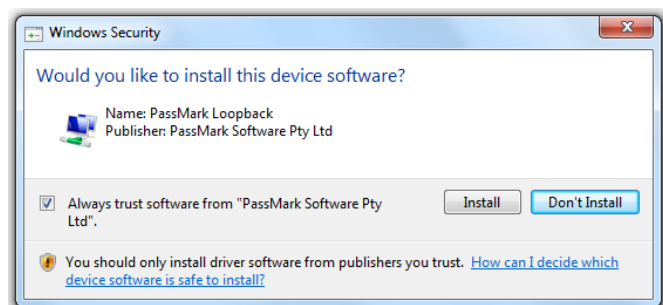 Windows Security
Would you like to install this device software?
Name: PassMark Loopback
Publisher: PassMark Software Pty Ltd
Always trust software from "PassMark Software Pty
Ltd".
Install
Don't Install
You should only install driver software from publishers you trust. How can I decide which
device software is safe to install?